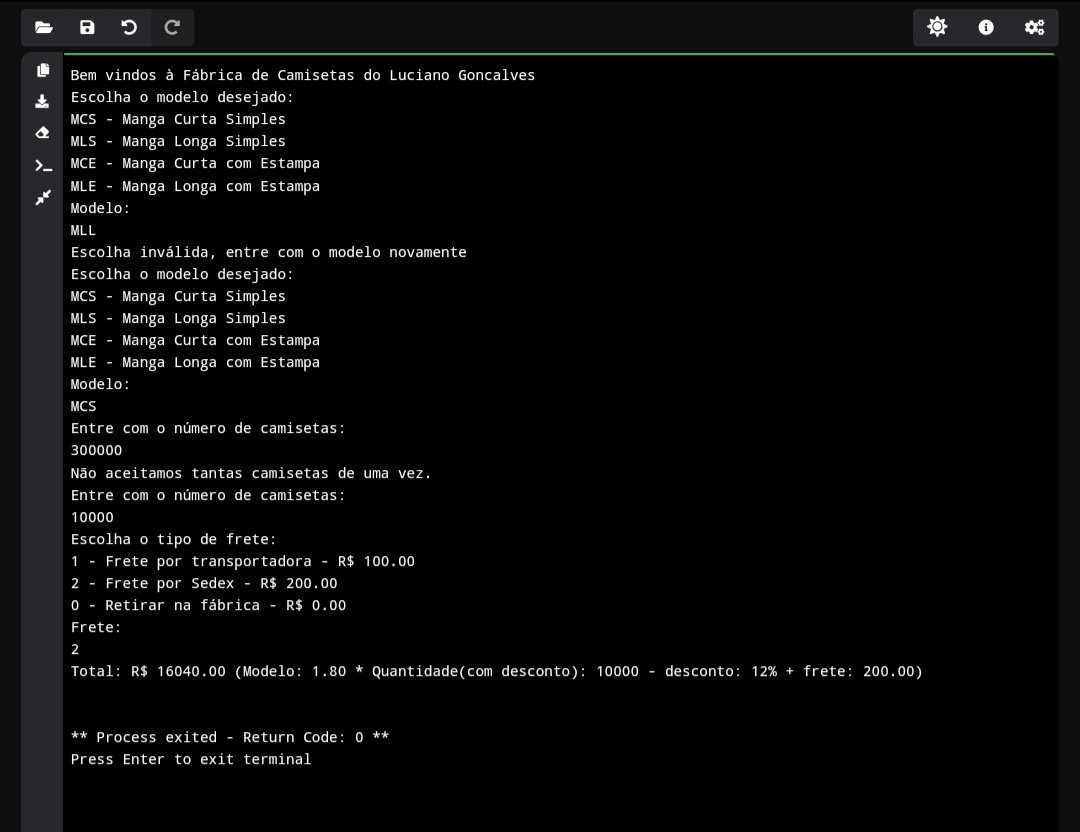 Bem vindos à Fábrica de Camisetas do Luciano Goncalves
Escolha o modelo desejado:
MCS - Manga Curta Simples
MLS - Manga Longa Simples
MCE - Manga Curta com Estampa
MLE - Manga Longa com Estampa
Modelo:
MLL
Escolha inválida, entre com o modelo novamente
Escolha o modelo desejado:
MCS - Manga Curta Simples
MLS - Manga Longa Simples
MCE - Manga Curta com Estampa
MLE - Manga Longa com Estampa
Modelo:
MCS
Entre com o número de camisetas:
300000
Não aceitamos tantas camisetas de uma vez.
Entre com o número de camisetas:
10000
Escolha o tipo de frete:
1 - Frete por transportadora - R$ 100.00
2 - Frete por Sedex - R$ 200.00
0 - Retirar na fábrica - R$ 0.00
Frete:
2
Total: R$ 16040.00 (Modelo: 1.80 * Quantidade(com desconto): 10000 - desconto: 12% + frete: 200.00)
** Process exited - Return Code: 0 **
Press Enter to exit terminal